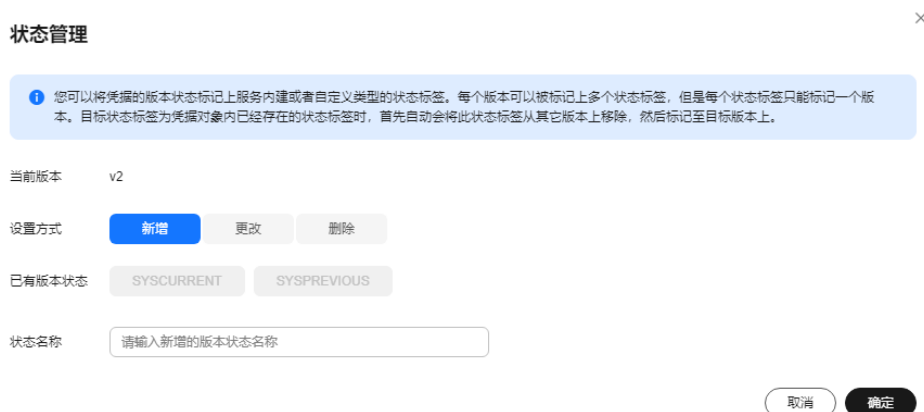 状态管理
您可以将凭据的版本状态标记上服务内建或者自定义类型的状态标签。每个版本可以被标记上多个状态标签，但是每个状态标签只能标记一个版
本。目标状态标签为凭据对象内已经存在的状态标签时，首先自动会将此状态标签从其它版本上移除，然后标记至目标版本上。
当前版本 v2
设置方式 新增 更改 删除
已有版本状态 SYSCURRENT SYSPREVIOUS
状态名称 请输入新增的版本状态名称
取消 确定